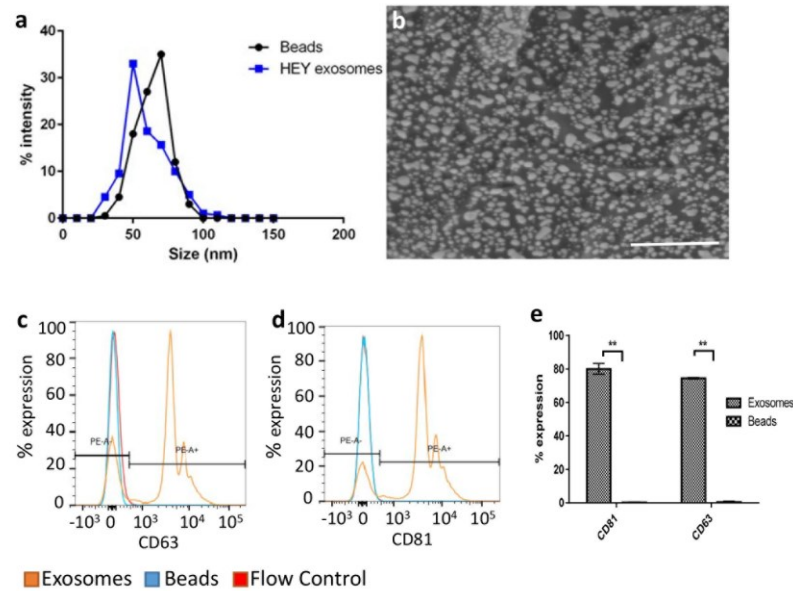 a
40
30
20
10
0
% intensity
0 50 100 150 200
Size (nm)
Beads
HEY exosomes
b
c
100
80
60
40
20
0
% expression
PE-A-
PE-A+
-10³ 0 10³ 10⁴ 10⁵
CD63
d
100
80
60
40
20
0
% expression
PE-A-
PE-A+
-10³ 0 10³ 10⁴ 10⁵
CD81
e
100
80
60
40
20
0
% expression
**
**
CD81
CD63
Exosomes
Beads
Exosomes Beads Flow Control